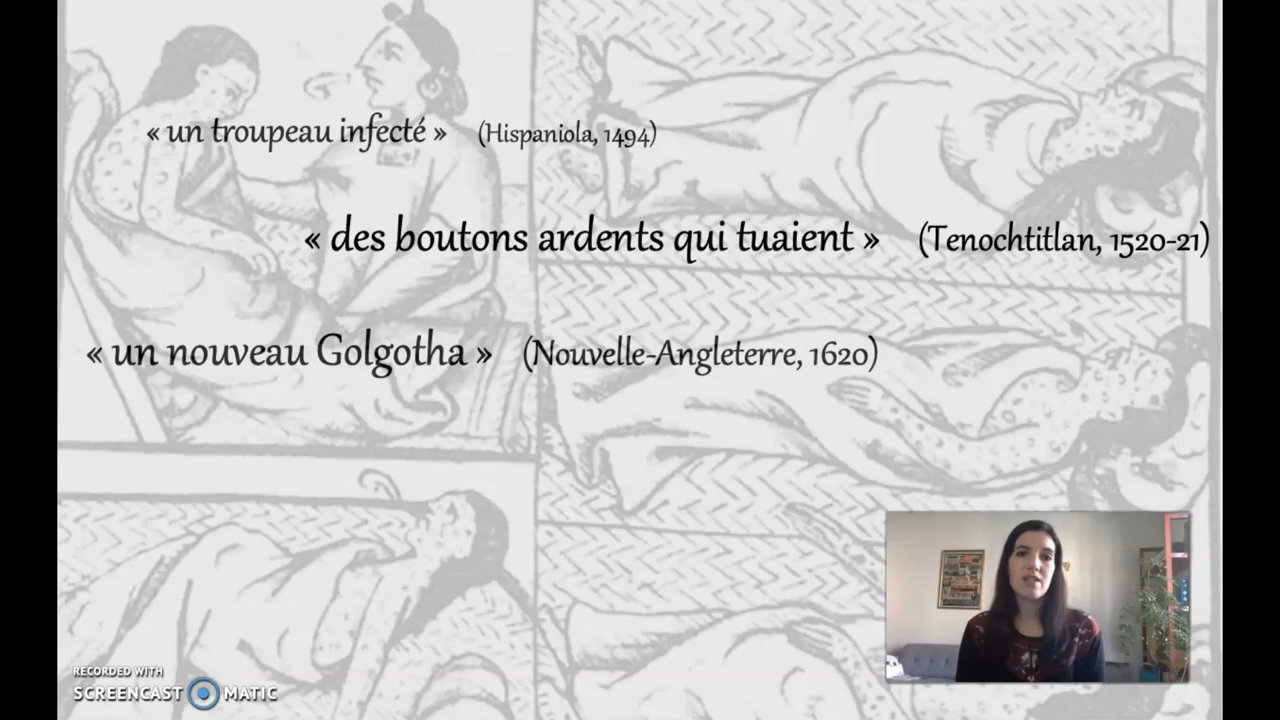 « un troupeau infecté » (Hispaniola, 1494)
« des boutons ardents qui tuaient » (Tenochtitlan, 1520-21)
« un nouveau Golgotha » (Nouvelle-Angleterre, 1620)
RECORDED WITH
SCREENCAST MATIC